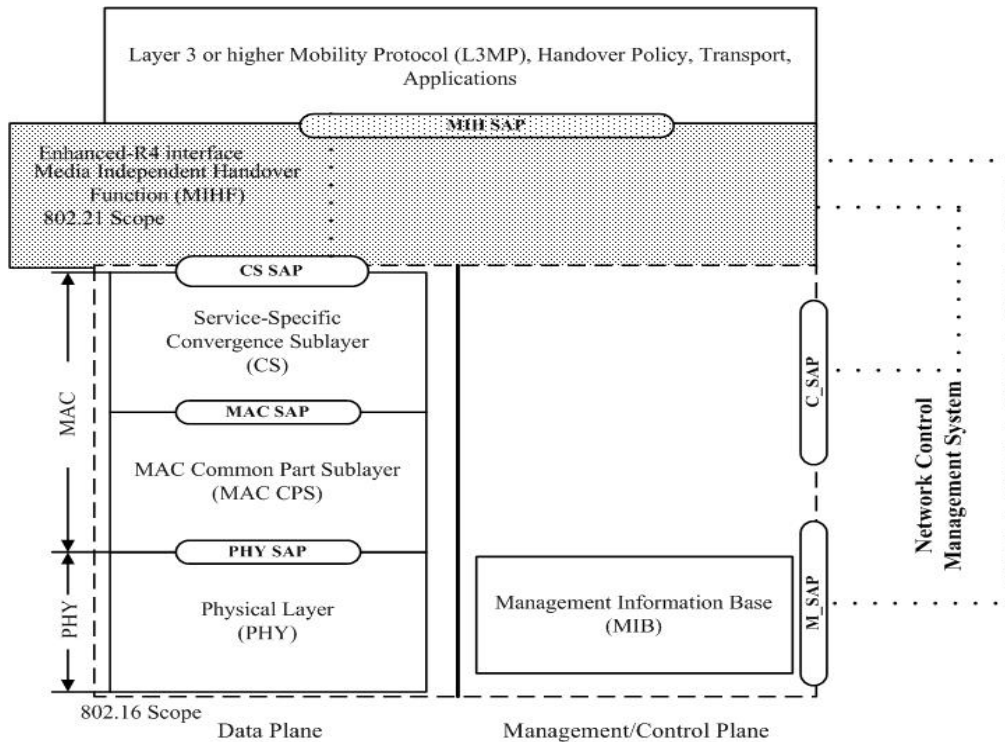 Layer 3 or higher Mobility Protocol (L3MP), Handover Policy, Transport,
Applications
MIH SAP
Enhanced-R4 interface
Media Independent Handover
Function (MIHF)
802.21 Scope
CS SAP
Service-Specific
Convergence Sublayer
(CS)
MAC SAP
MAC Common Part Sublayer
(MAC CPS)
PHY SAP
Physical Layer
(PHY)
MAC
PHY
802.16 Scope
Data Plane
Management Information Base
(MIB)
Management/Control Plane
C_SAP
M_SAP
Network Control
Management System